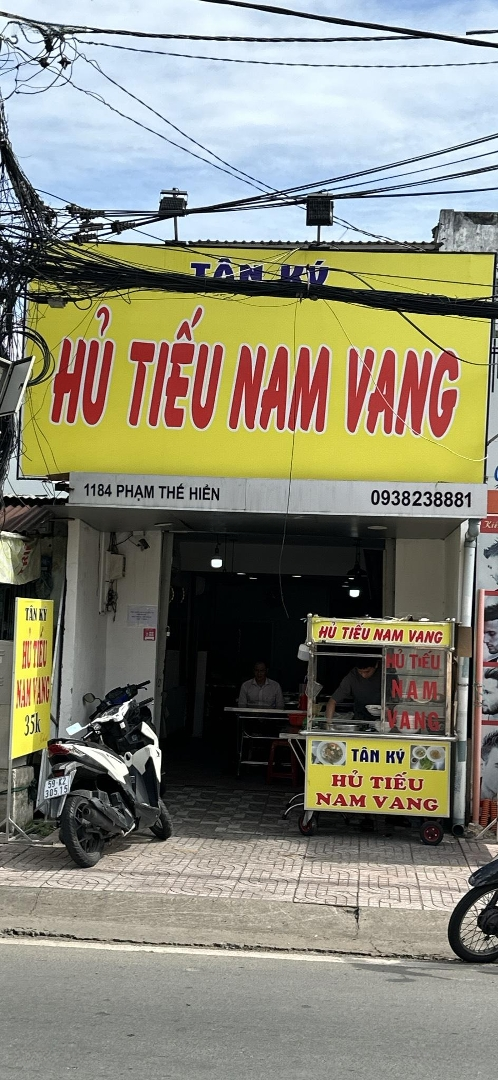 TÂN KÝ
HỦ TIẾU NAM VANG
1184 PHẠM THẾ HIỂN
0938238881
TÂN KÝ
HỦ TIẾU
NAM VANG
35k
HỦ TIẾU NAM VANG
HỦ TIẾU
NAM
VANG
TÂN KÝ
HỦ TIẾU
NAM VANG